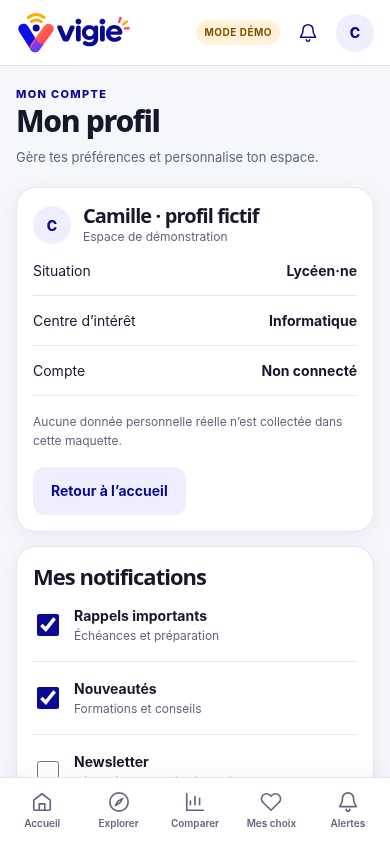 vigie
MODE DÉMO
C
MON COMPTE
Mon profil
Gère tes préférences et personnalise ton espace.
C
Camille · profil fictif
Espace de démonstration
Situation
Lycéen·ne
Centre d’intérêt
Informatique
Compte
Non connecté
Aucune donnée personnelle réelle n’est collectée dans
cette maquette.
Retour à l’accueil
Mes notifications
Rappels importants
Échéances et préparation
Nouveautés
Formations et conseils
Newsletter
Accueil
Explorer
Comparer
Mes choix
Alertes